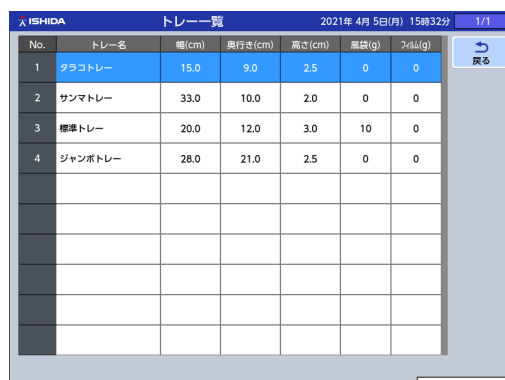 ISHIDA トレー一覧 2021年 4月 5日(月) 15時32分 1/1
No. トレー名 幅(cm) 奥行き(cm) 高さ(cm) 風袋(g) フィルム(g) 戻る
1 タラコトレー 15.0 9.0 2.5 0 0
2 サンマトレー 33.0 10.0 2.0 0 0
3 標準トレー 20.0 12.0 3.0 10 0
4 ジャンボトレー 28.0 21.0 2.5 0 0